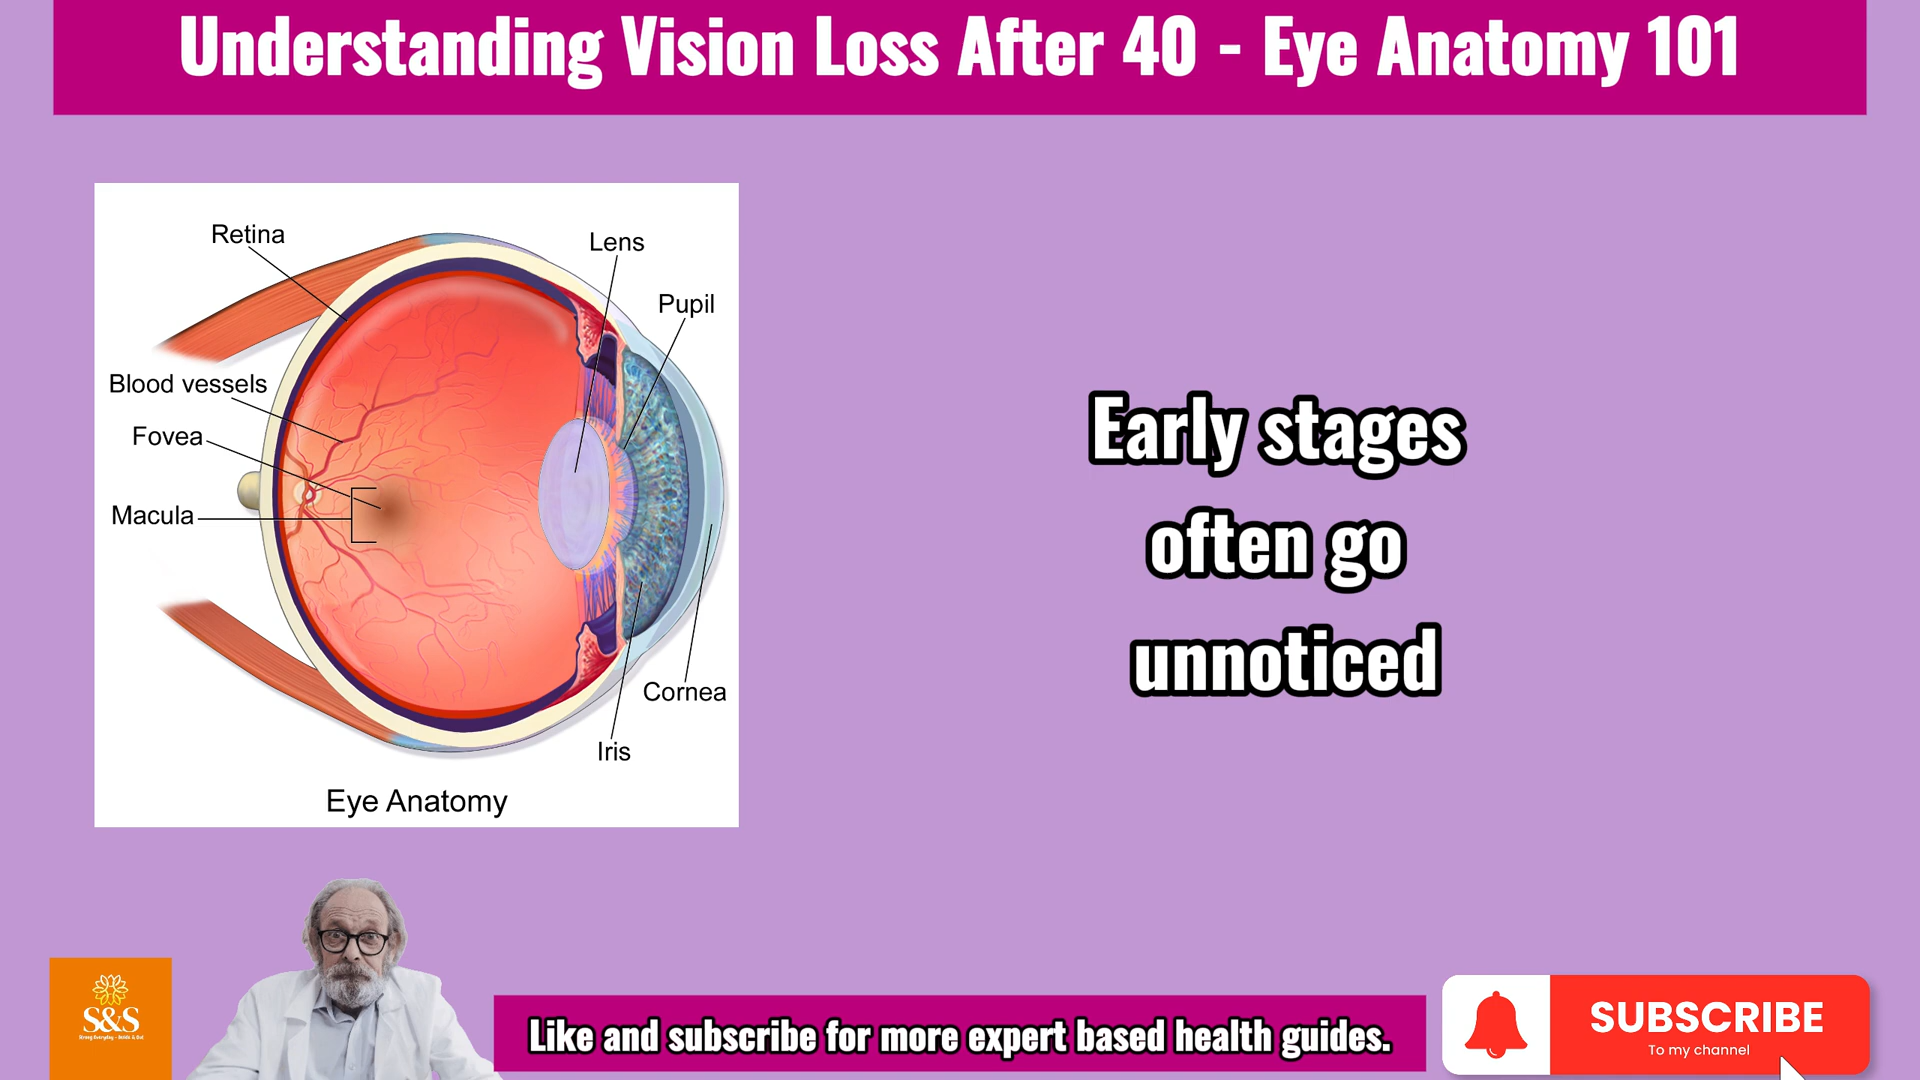 Understanding Vision Loss After 40 - Eye Anatomy 101
Retina
Lens
Pupil
Blood vessels
Fovea
Macula
Cornea
Iris
Eye Anatomy
Early stages
often go
unnoticed
S&S
Like and subscribe for more expert based health guides.
SUBSCRIBE
To my channel